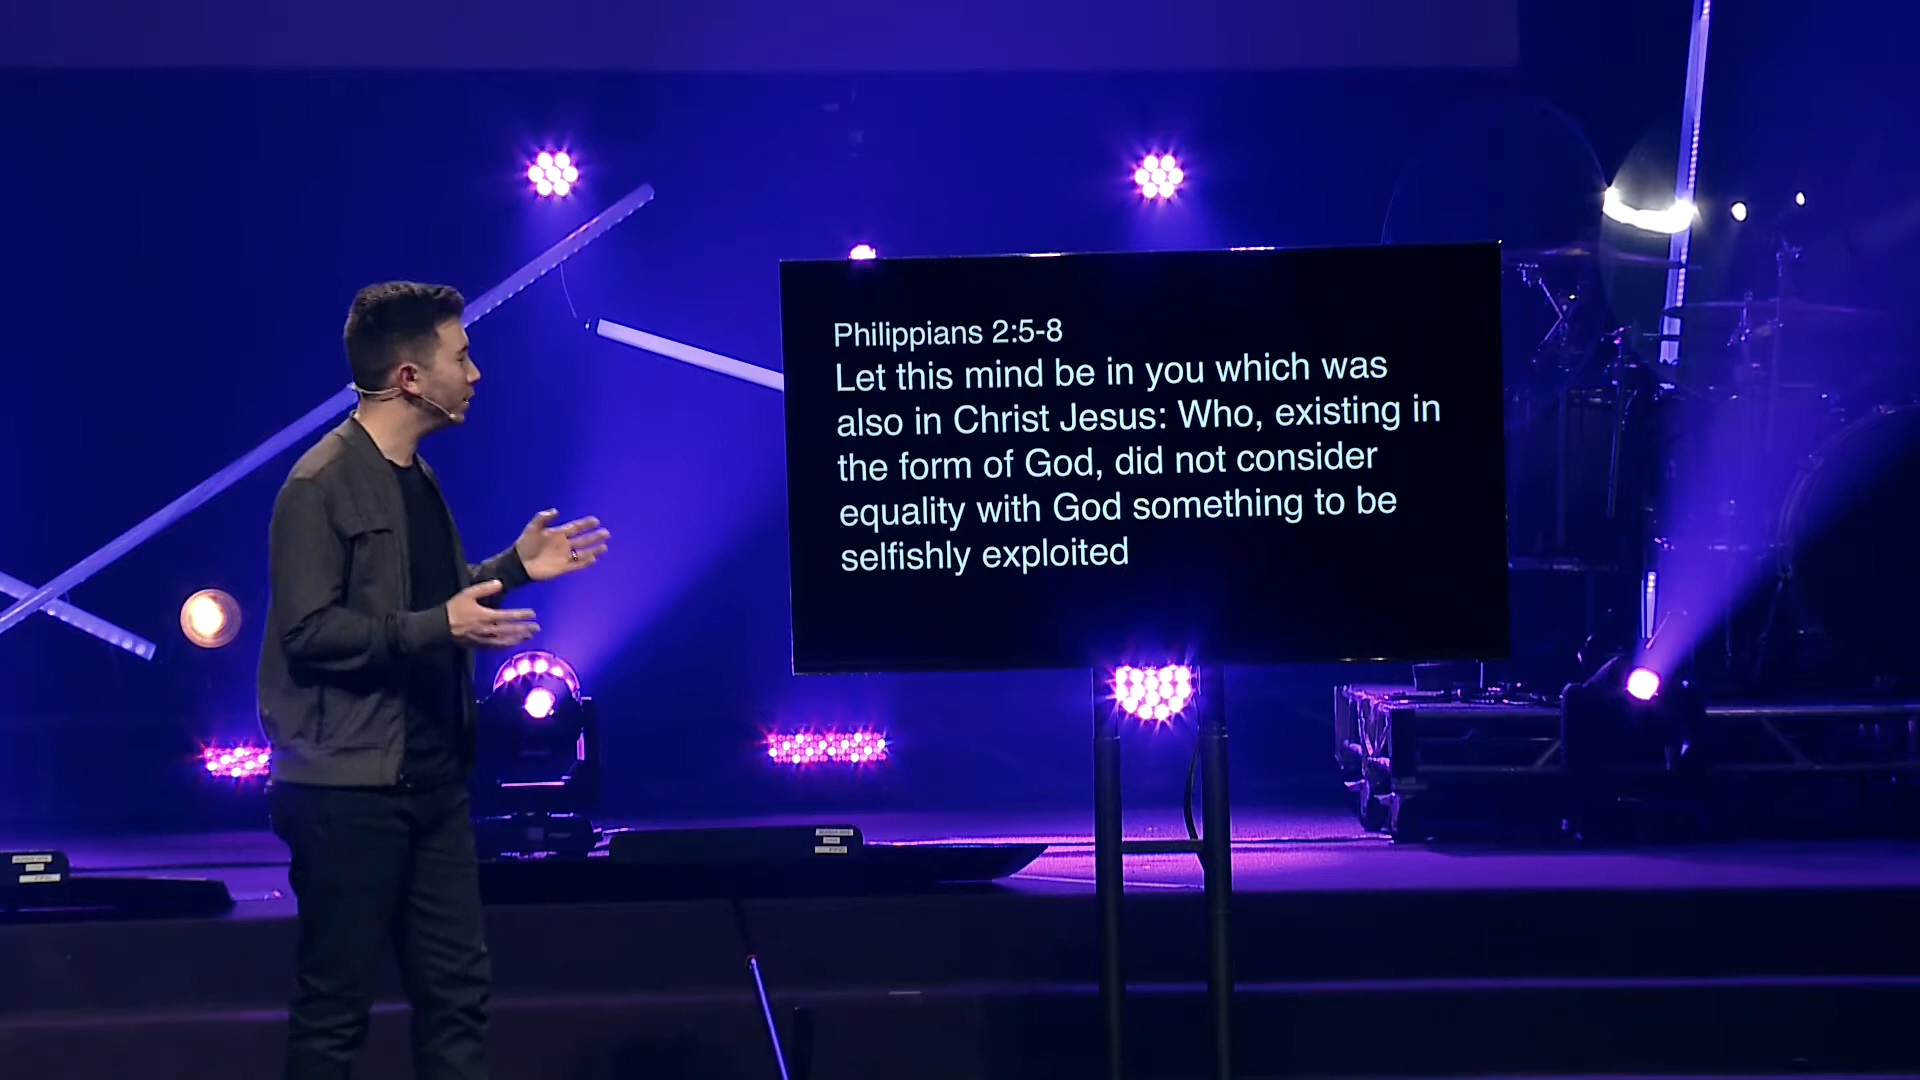 Philippians 2:5-8
Let this mind be in you which was
also in Christ Jesus: Who, existing in
the form of God, did not consider
equality with God something to be
selfishly exploited